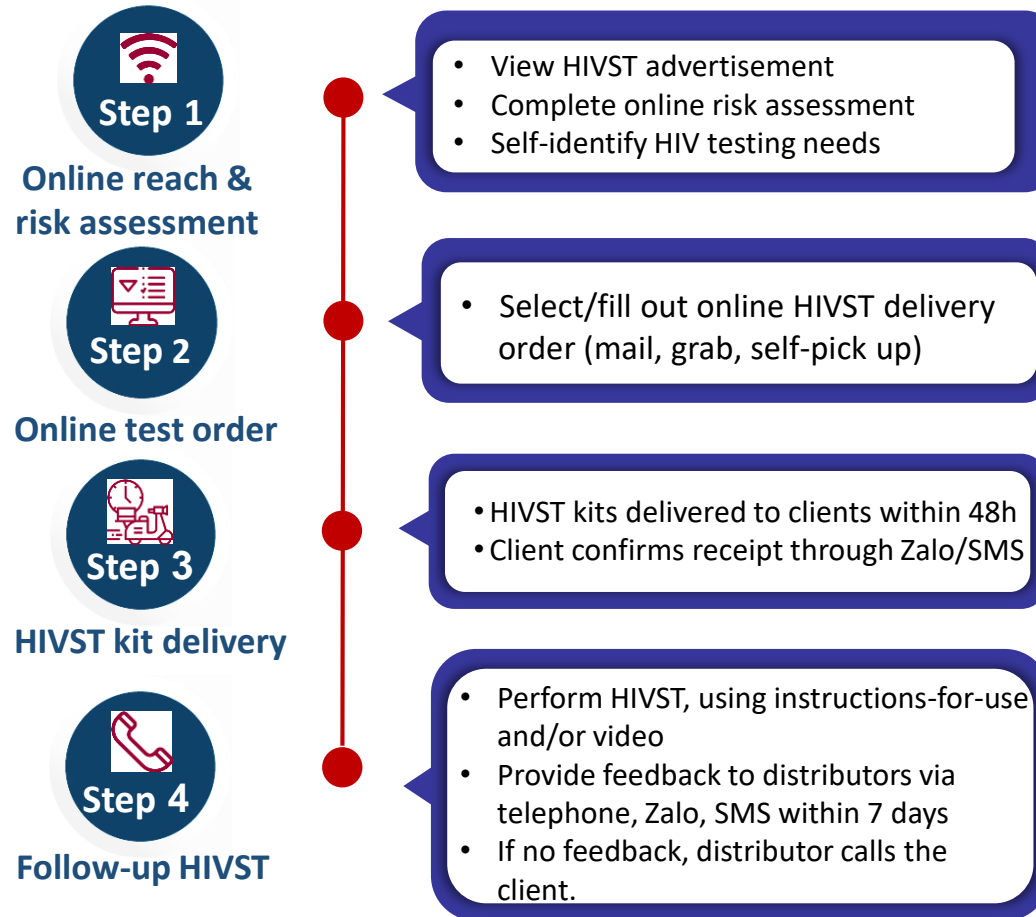 Step 1
Online reach &
risk assessment
• View HIVST advertisement
• Complete online risk assessment
• Self-identify HIV testing needs
Step 2
Online test order
• Select/fill out online HIVST delivery
order (mail, grab, self-pick up)
Step 3
HIVST kit delivery
• HIVST kits delivered to clients within 48h
• Client confirms receipt through Zalo/SMS
Step 4
Follow-up HIVST
• Perform HIVST, using instructions-for-use
and/or video
• Provide feedback to distributors via
telephone, Zalo, SMS within 7 days
• If no feedback, distributor calls the
client.